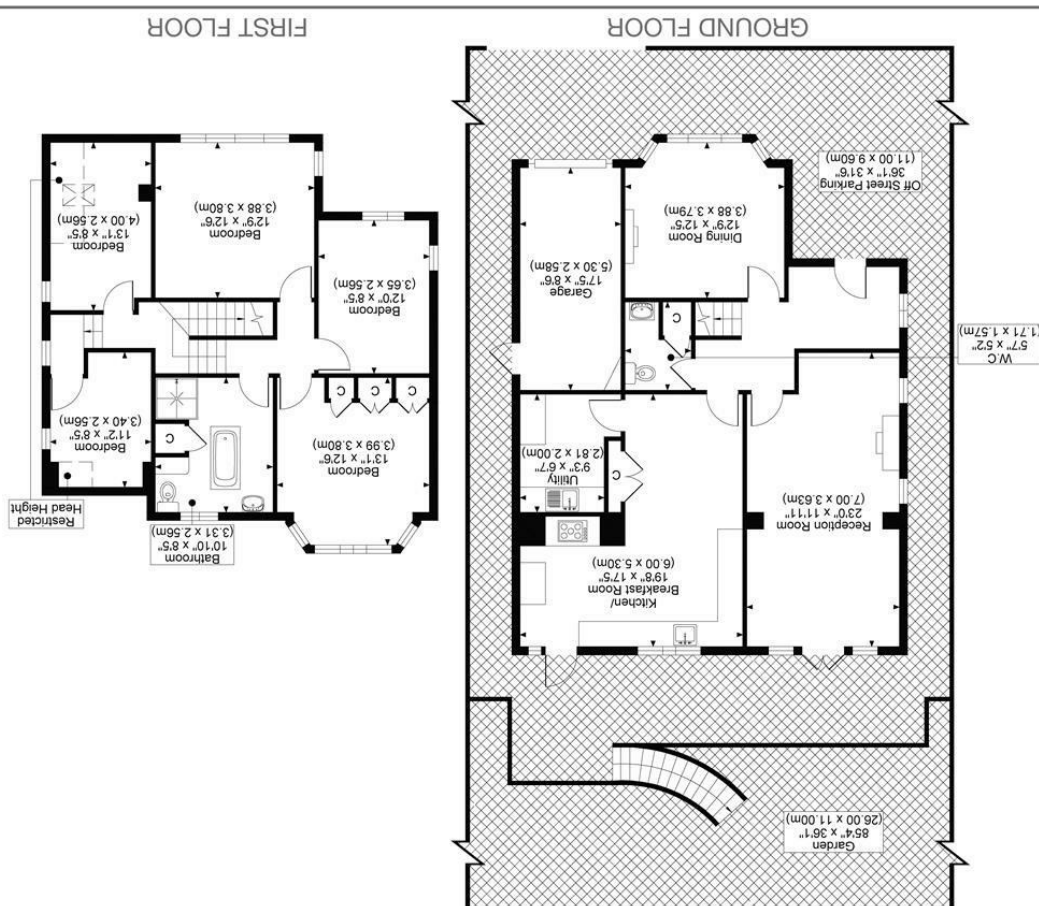 Garden
85'4" x 36'1"
(26.00 x 11.00m)
Kitchen/
Breakfast Room
19'8" x 17'5"
(6.00 x 5.30m)
Reception Room
23'0" x 11'11"
(7.00 x 3.63m)
Utility
9'3" x 6'7"
(2.81 x 2.00m)
C
W.C
5'7" x 5'2"
(1.71 x 1.57m)
C
Garage
17'5" x 8'6"
(5.30 x 2.58m)
Dining Room
12'9" x 12'5"
(3.88 x 3.79m)
Off Street Parking
36'1" x 31'6"
(11.00 x 9.60m)
GROUND FLOOR
Bathroom
10'10" x 8'5"
(3.31 x 2.56m)
Restricted
Head Height
Bedroom
13'1" x 12'6"
(3.99 x 3.80m)
C
Bedroom
11'2" x 8'5"
(3.40 x 2.56m)
C
C
C
Bedroom
12'0" x 8'5"
(3.65 x 2.56m)
Bedroom
12'9" x 12'6"
(3.88 x 3.80m)
Bedroom
13'1" x 8'5"
(4.00 x 2.56m)
FIRST FLOOR